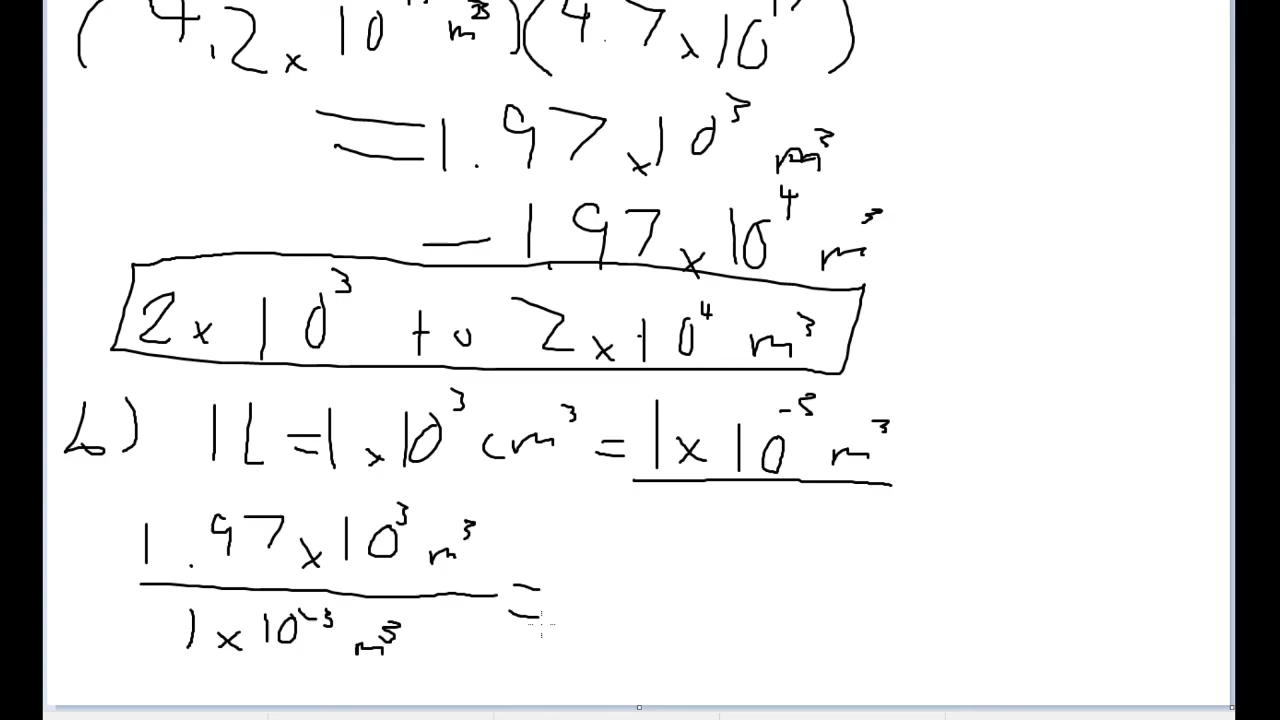 (4.2 x 10 m³)(4.7 x 10 )
= 1.97 x 10³ m³
– 1.97 x 10⁴ m³
2 x 10³ to 2 x 10⁴ m³
b) 1L = 1 x 10³ cm³ = 1 x 10⁻³ m³
1.97 x 10³ m³ =
1 x 10⁻³ m³